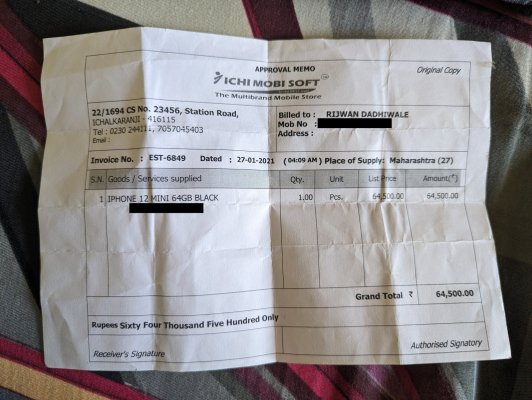 APPROVAL MEMO
Original Copy
ICHI MOBI SOFT™
The Multibrand Mobile Store
22/1694 CS No. 23456, Station Road,
ICHALKARANJI - 416115
Tel : 0230 244111, 7057045403
Email :
Billed to : RIJWAN DADHIWALE
Mob No :
Address :
Invoice No. : EST-6849 Dated : 27-01-2021 (04:09 AM) Place of Supply: Maharashtra (27)
S.N. Goods / Services supplied Qty. Unit List Price Amount(₹)
1 IPHONE 12 MINI 64GB BLACK 1.00 Pcs. 64,500.00 64,500.00
Grand Total ₹ 64,500.00
Rupees Sixty Four Thousand Five Hundred Only
Receiver's Signature
Authorised Signatory